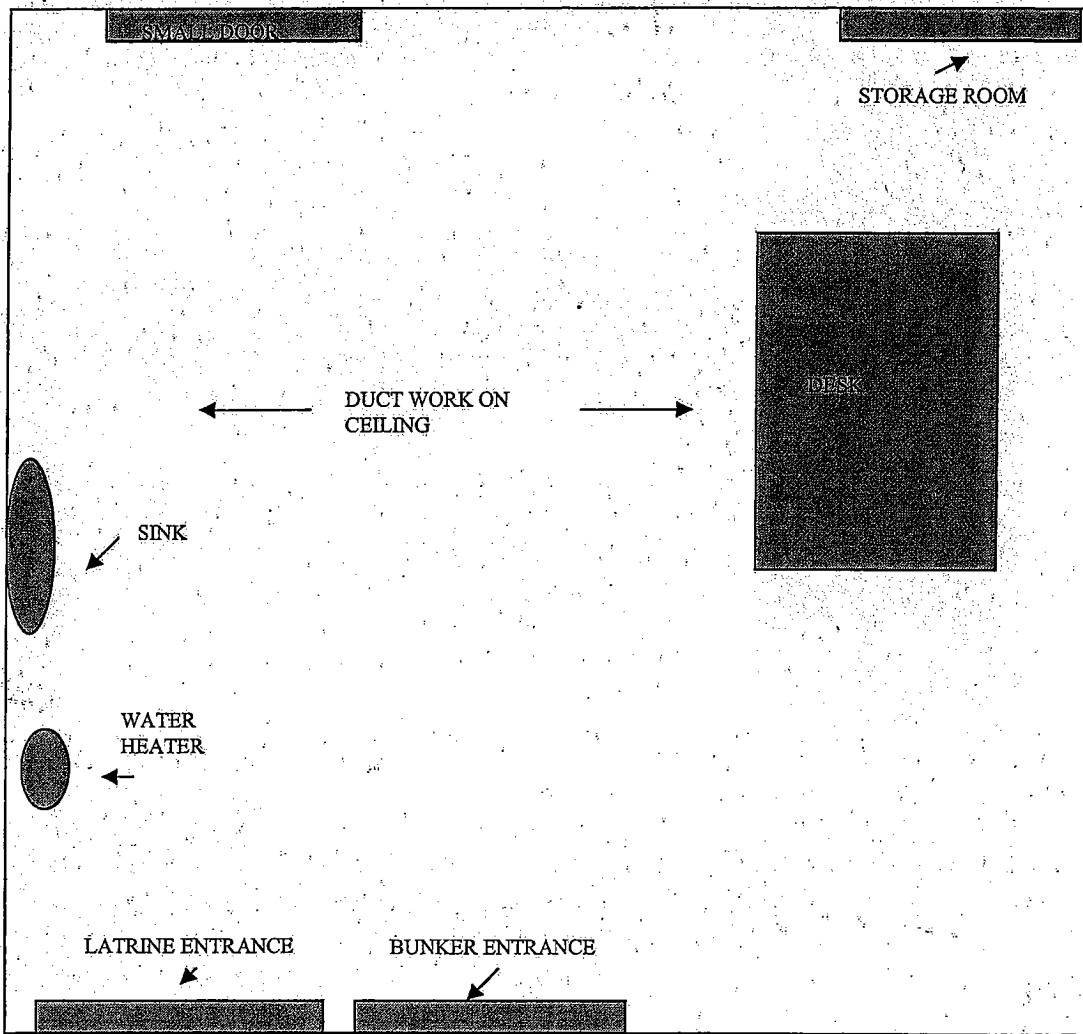 SMALL DOOR
STORAGE ROOM
DESK
DUCT WORK ON
CEILING
SINK
WATER
HEATER
LATRINE ENTRANCE
BUNKER ENTRANCE